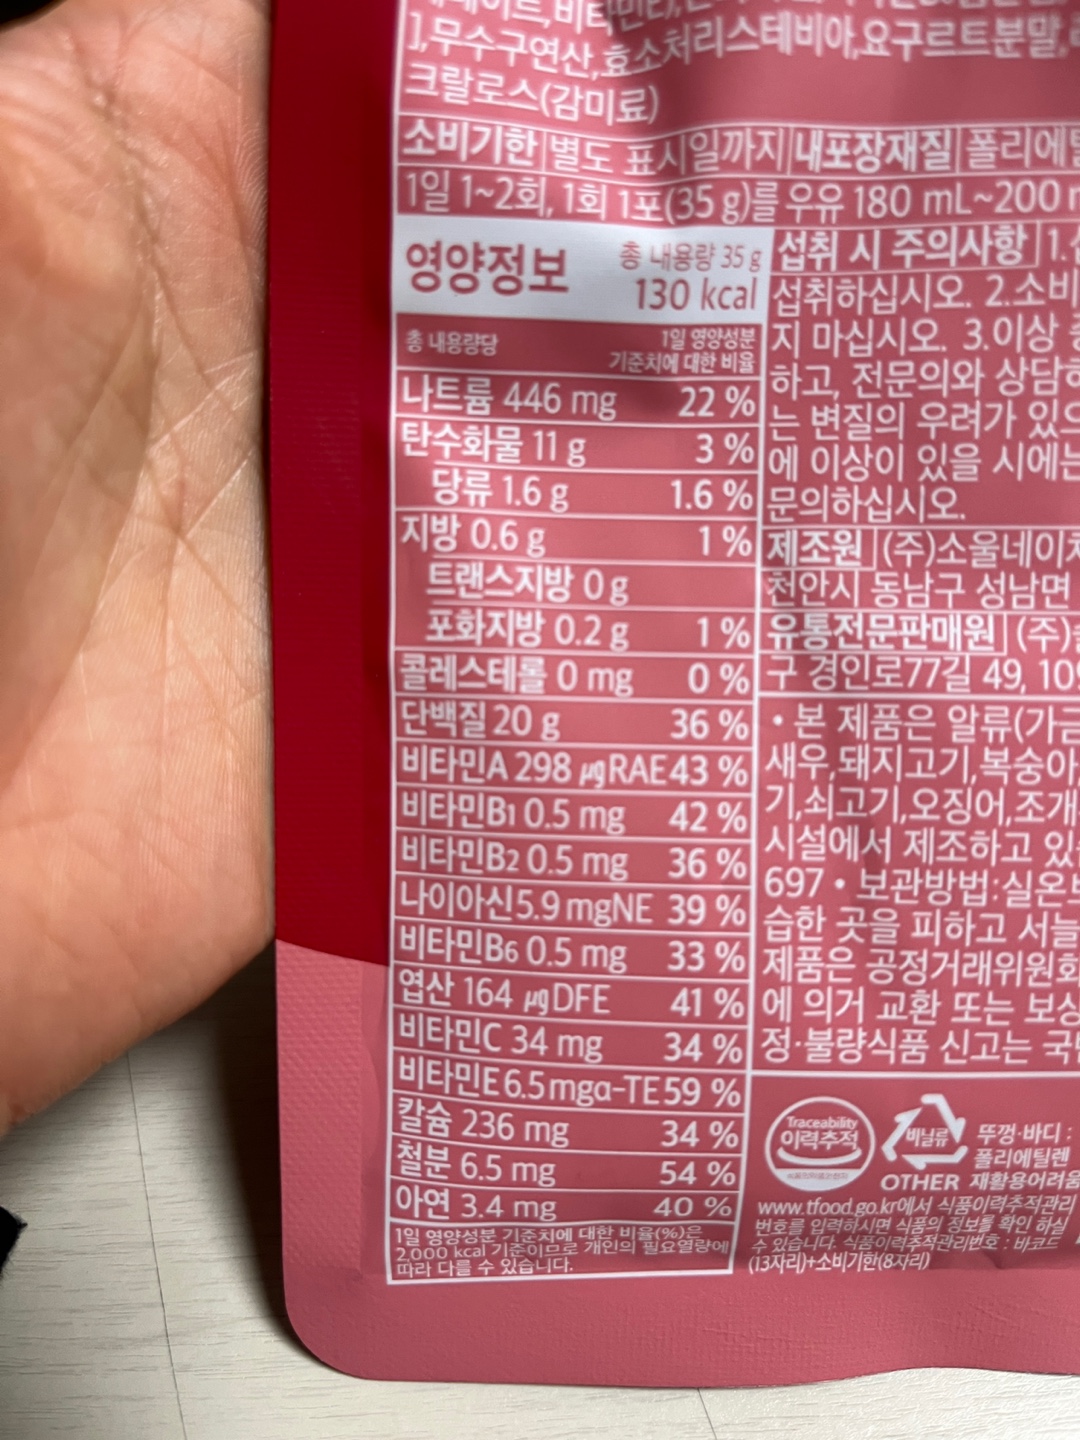 ],무수구연산,효소처리스테비아,요구르트분말,
크랄로스(감미료)
소비기한 별도 표시일까지 내포장재질 폴리에틸
1일 1~2회, 1회 1포(35 g)를 우유 180 mL~200
영양정보 총 내용량 35 g
130 kcal
총 내용량당 1일 영양성분
기준치에 대한 비율
나트륨 446 mg 22 %
탄수화물 11 g 3 %
당류 1.6 g 1.6 %
지방 0.6 g 1 %
트랜스지방 0 g
포화지방 0.2 g 1 %
콜레스테롤 0 mg 0 %
단백질 20 g 36 %
비타민A 298 μg RAE 43 %
비타민B1 0.5 mg 42 %
비타민B2 0.5 mg 36 %
나이아신 5.9 mgNE 39 %
비타민B6 0.5 mg 33 %
엽산 164 μg DFE 41 %
비타민C 34 mg 34 %
비타민E 6.5 mgα-TE 59 %
칼슘 236 mg 34 %
철분 6.5 mg 54 %
아연 3.4 mg 40 %
1일 영양성분 기준치에 대한 비율(%)은
2,000 kcal 기준이므로 개인의 필요열량에
따라 다를 수 있습니다.
섭취 시 주의사항 1.
섭취하십시오. 2.소비
지 마십시오. 3.이상
하고, 전문의와 상담하
는 변질의 우려가 있으
에 이상이 있을 시에는
문의하십시오.
제조원 (주)소울네이처
천안시 동남구 성남면
유통전문판매원 (주)
구 경인로77길 49, 10
• 본 제품은 알류(가금
새우,돼지고기,복숭아
기,쇠고기,오징어,조개
시설에서 제조하고 있
697 • 보관방법:실온
습한 곳을 피하고 서늘
제품은 공정거래위원회
에 의거 교환 또는 보상
정·불량식품 신고는 국
Traceability
이력추적
비닐류
OTHER
뚜껑·바디 :
폴리에틸렌
재활용어려움
www.tfood.go.kr에서 식품이력추적관리
번호를 입력하시면 식품의 정보를 확인 하실
수 있습니다. 식품이력추적관리번호 : 바코드
(13자리)+소비기한(8자리)